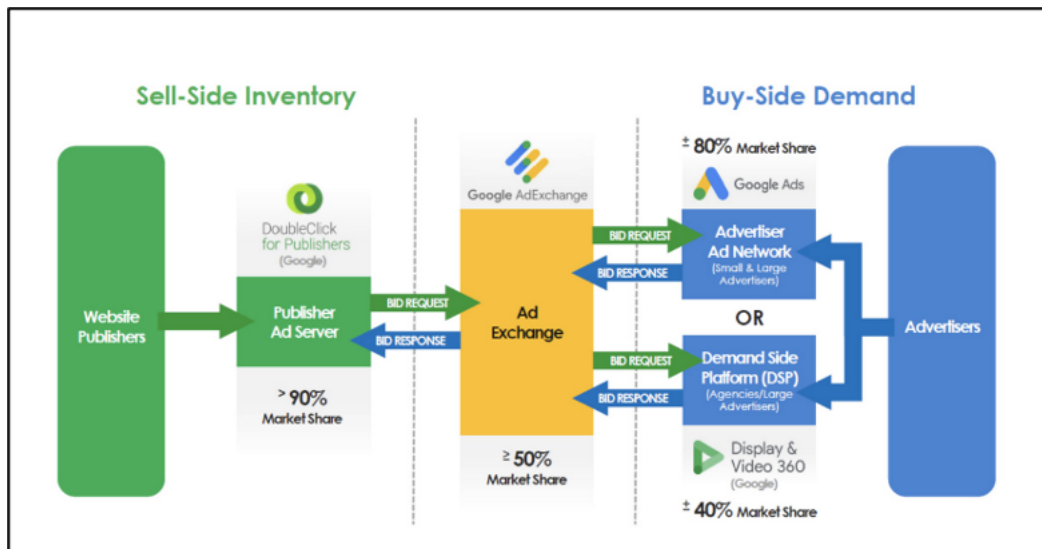 Sell-Side Inventory
Buy-Side Demand
± 80% Market Share
Google AdExchange
Google Ads
DoubleClick
for Publishers
(Google)
BID REQUEST
Advertiser
Ad Network
(Small & Large
Advertisers)
BID RESPONSE
Website
Publishers
Publisher
Ad Server
BID REQUEST
BID RESPONSE
Ad
Exchange
OR
Advertisers
BID REQUEST
Demand Side
Platform (DSP)
(Agencies/Large
Advertisers)
BID RESPONSE
> 90%
Market Share
≥ 50%
Market Share
Display &
Video 360
(Google)
± 40% Market Share